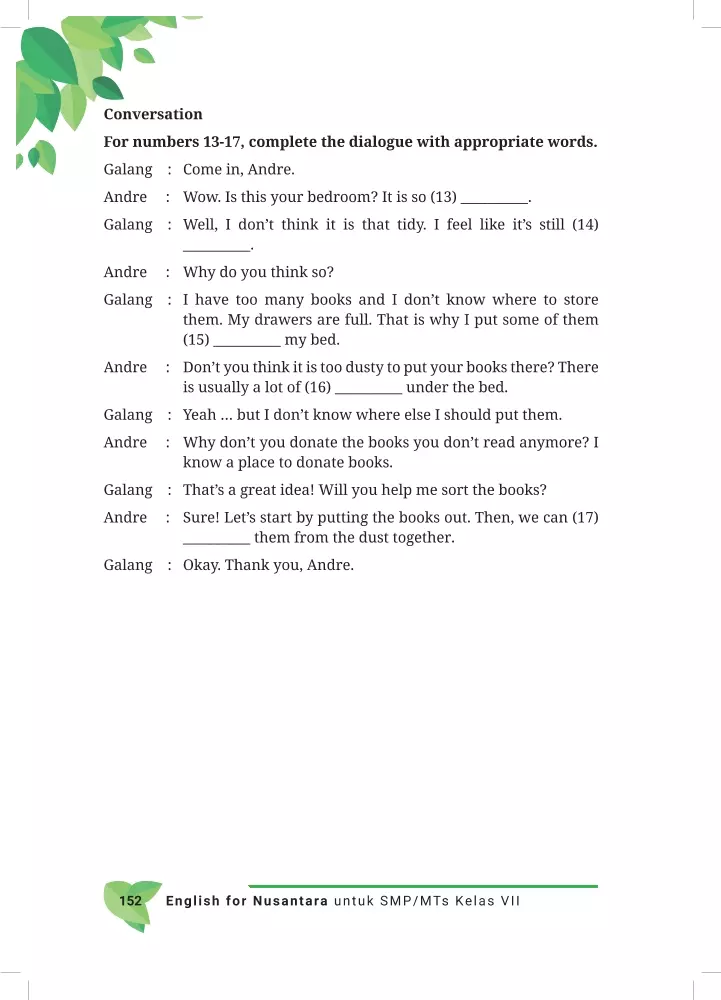 Conversation
For numbers 13-17, complete the dialogue with appropriate words.
Galang : Come in, Andre.
Andre : Wow. Is this your bedroom? It is so (13) __________.
Galang : Well, I don’t think it is that tidy. I feel like it’s still (14)
__________.
Andre : Why do you think so?
Galang : I have too many books and I don’t know where to store
them. My drawers are full. That is why I put some of them
(15) __________ my bed.
Andre : Don’t you think it is too dusty to put your books there? There
is usually a lot of (16) __________ under the bed.
Galang : Yeah … but I don’t know where else I should put them.
Andre : Why don’t you donate the books you don’t read anymore? I
know a place to donate books.
Galang : That’s a great idea! Will you help me sort the books?
Andre : Sure! Let’s start by putting the books out. Then, we can (17)
__________ them from the dust together.
Galang : Okay. Thank you, Andre.
152 English for Nusantara untuk SMP/MTs Kelas VII